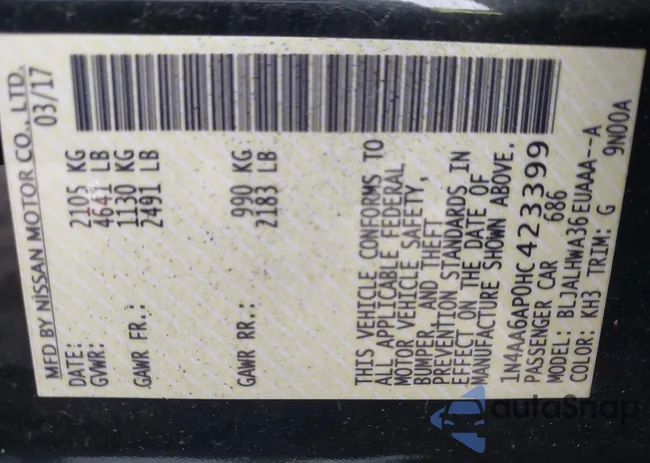 MFD BY NISSAN MOTOR CO., LTD.
DATE: 03/17
GVWR: 2105 KG
4641 LB
GAWR FR.: 1130 KG
2491 LB
GAWR RR.: 990 KG
2183 LB
THIS VEHICLE CONFORMS TO
ALL APPLICABLE FEDERAL
MOTOR VEHICLE SAFETY,
BUMPER, AND THEFT
PREVENTION STANDARDS IN
EFFECT ON THE DATE OF
MANUFACTURE SHOWN ABOVE.
1N4AA6AP0HC423399
PASSENGER CAR 686
MODEL: BLJALHWA36EUAAA--A
COLOR: KH3 TRIM: G 9N00A
autoSnap